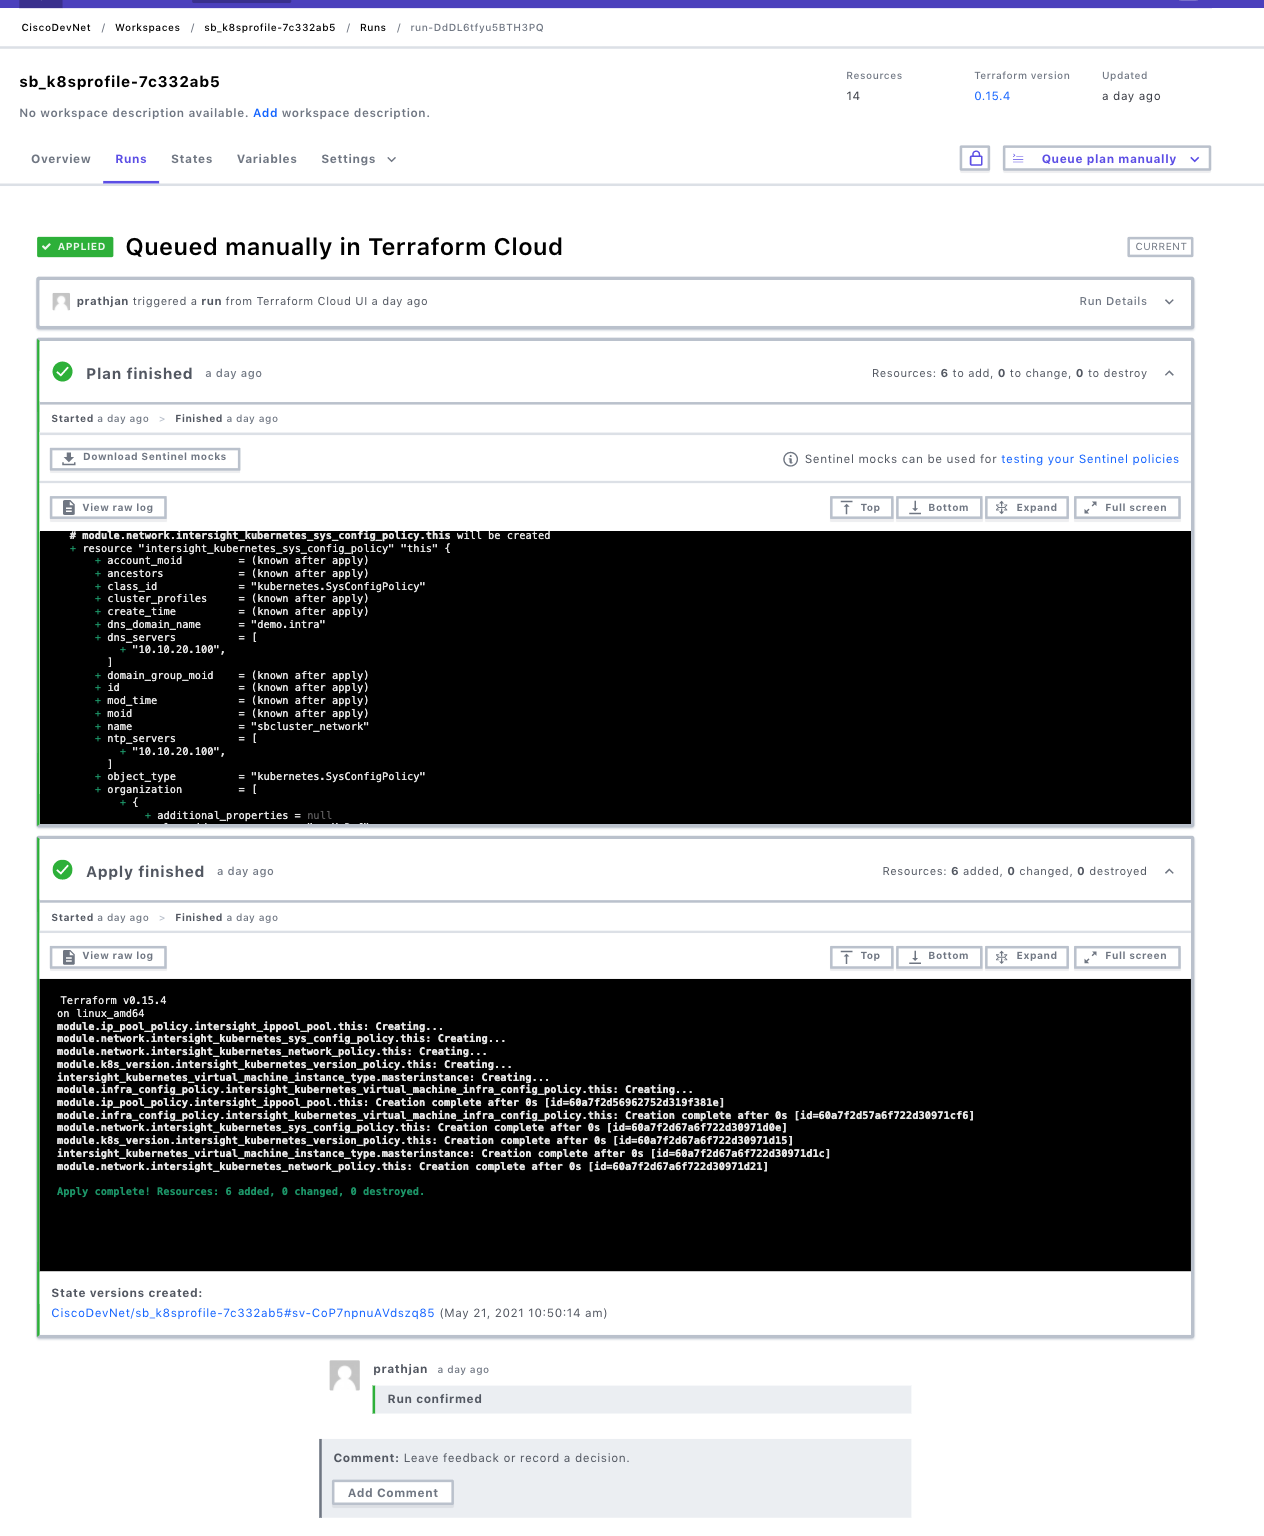 CiscoDevNet / Workspaces / sb_k8sprofile-7c332ab5 / Runs / run-DdDL6tfyu5BTH3PQ
sb_k8sprofile-7c332ab5
Resources Terraform version Updated
14 0.15.4 a day ago
No workspace description available. Add workspace description.
Overview Runs States Variables Settings
Queue plan manually
APPLIED Queued manually in Terraform Cloud CURRENT
prathjan triggered a run from Terraform Cloud UI a day ago Run Details
Plan finished a day ago Resources: 6 to add, 0 to change, 0 to destroy
Started a day ago > Finished a day ago
Download Sentinel mocks Sentinel mocks can be used for testing your Sentinel policies
View raw log Top Bottom Expand Full screen
# module.network.intersight_kubernetes_sys_config_policy.this will be created
+ resource "intersight_kubernetes_sys_config_policy" "this" {
+ account_moid = (known after apply)
+ ancestors = (known after apply)
+ class_id = "kubernetes.SysConfigPolicy"
+ cluster_profiles = (known after apply)
+ create_time = (known after apply)
+ dns_domain_name = "demo.intra"
+ dns_servers = [
+ "10.10.20.100",
]
+ domain_group_moid = (known after apply)
+ id = (known after apply)
+ mod_time = (known after apply)
+ moid = (known after apply)
+ name = "sbcluster_network"
+ ntp_servers = [
+ "10.10.20.100",
]
+ object_type = "kubernetes.SysConfigPolicy"
+ organization = [
+ {
+ additional_properties = null
Apply finished a day ago Resources: 6 added, 0 changed, 0 destroyed
Started a day ago > Finished a day ago
View raw log Top Bottom Expand Full screen
Terraform v0.15.4
on linux_amd64
module.ip_pool_policy.intersight_ippool_pool.this: Creating...
module.network.intersight_kubernetes_sys_config_policy.this: Creating...
module.network.intersight_kubernetes_network_policy.this: Creating...
module.k8s_version.intersight_kubernetes_version_policy.this: Creating...
intersight_kubernetes_virtual_machine_instance_type.masterinstance: Creating...
module.infra_config_policy.intersight_kubernetes_virtual_machine_infra_config_policy.this: Creating...
module.ip_pool_policy.intersight_ippool_pool.this: Creation complete after 0s [id=60a7f2d56962752d319f381e]
module.infra_config_policy.intersight_kubernetes_virtual_machine_infra_config_policy.this: Creation complete after 0s [id=60a7f2d57a6f722d30971cf6]
module.network.intersight_kubernetes_sys_config_policy.this: Creation complete after 0s [id=60a7f2d67a6f722d30971d0e]
module.k8s_version.intersight_kubernetes_version_policy.this: Creation complete after 0s [id=60a7f2d67a6f722d30971d15]
intersight_kubernetes_virtual_machine_instance_type.masterinstance: Creation complete after 0s [id=60a7f2d67a6f722d30971d1c]
module.network.intersight_kubernetes_network_policy.this: Creation complete after 0s [id=60a7f2d67a6f722d30971d21]
Apply complete! Resources: 6 added, 0 changed, 0 destroyed.
State versions created:
CiscoDevNet/sb_k8sprofile-7c332ab5#sv-CoP7npnuAVdszq85 (May 21, 2021 10:50:14 am)
prathjan a day ago
Run confirmed
Comment: Leave feedback or record a decision.
Add Comment